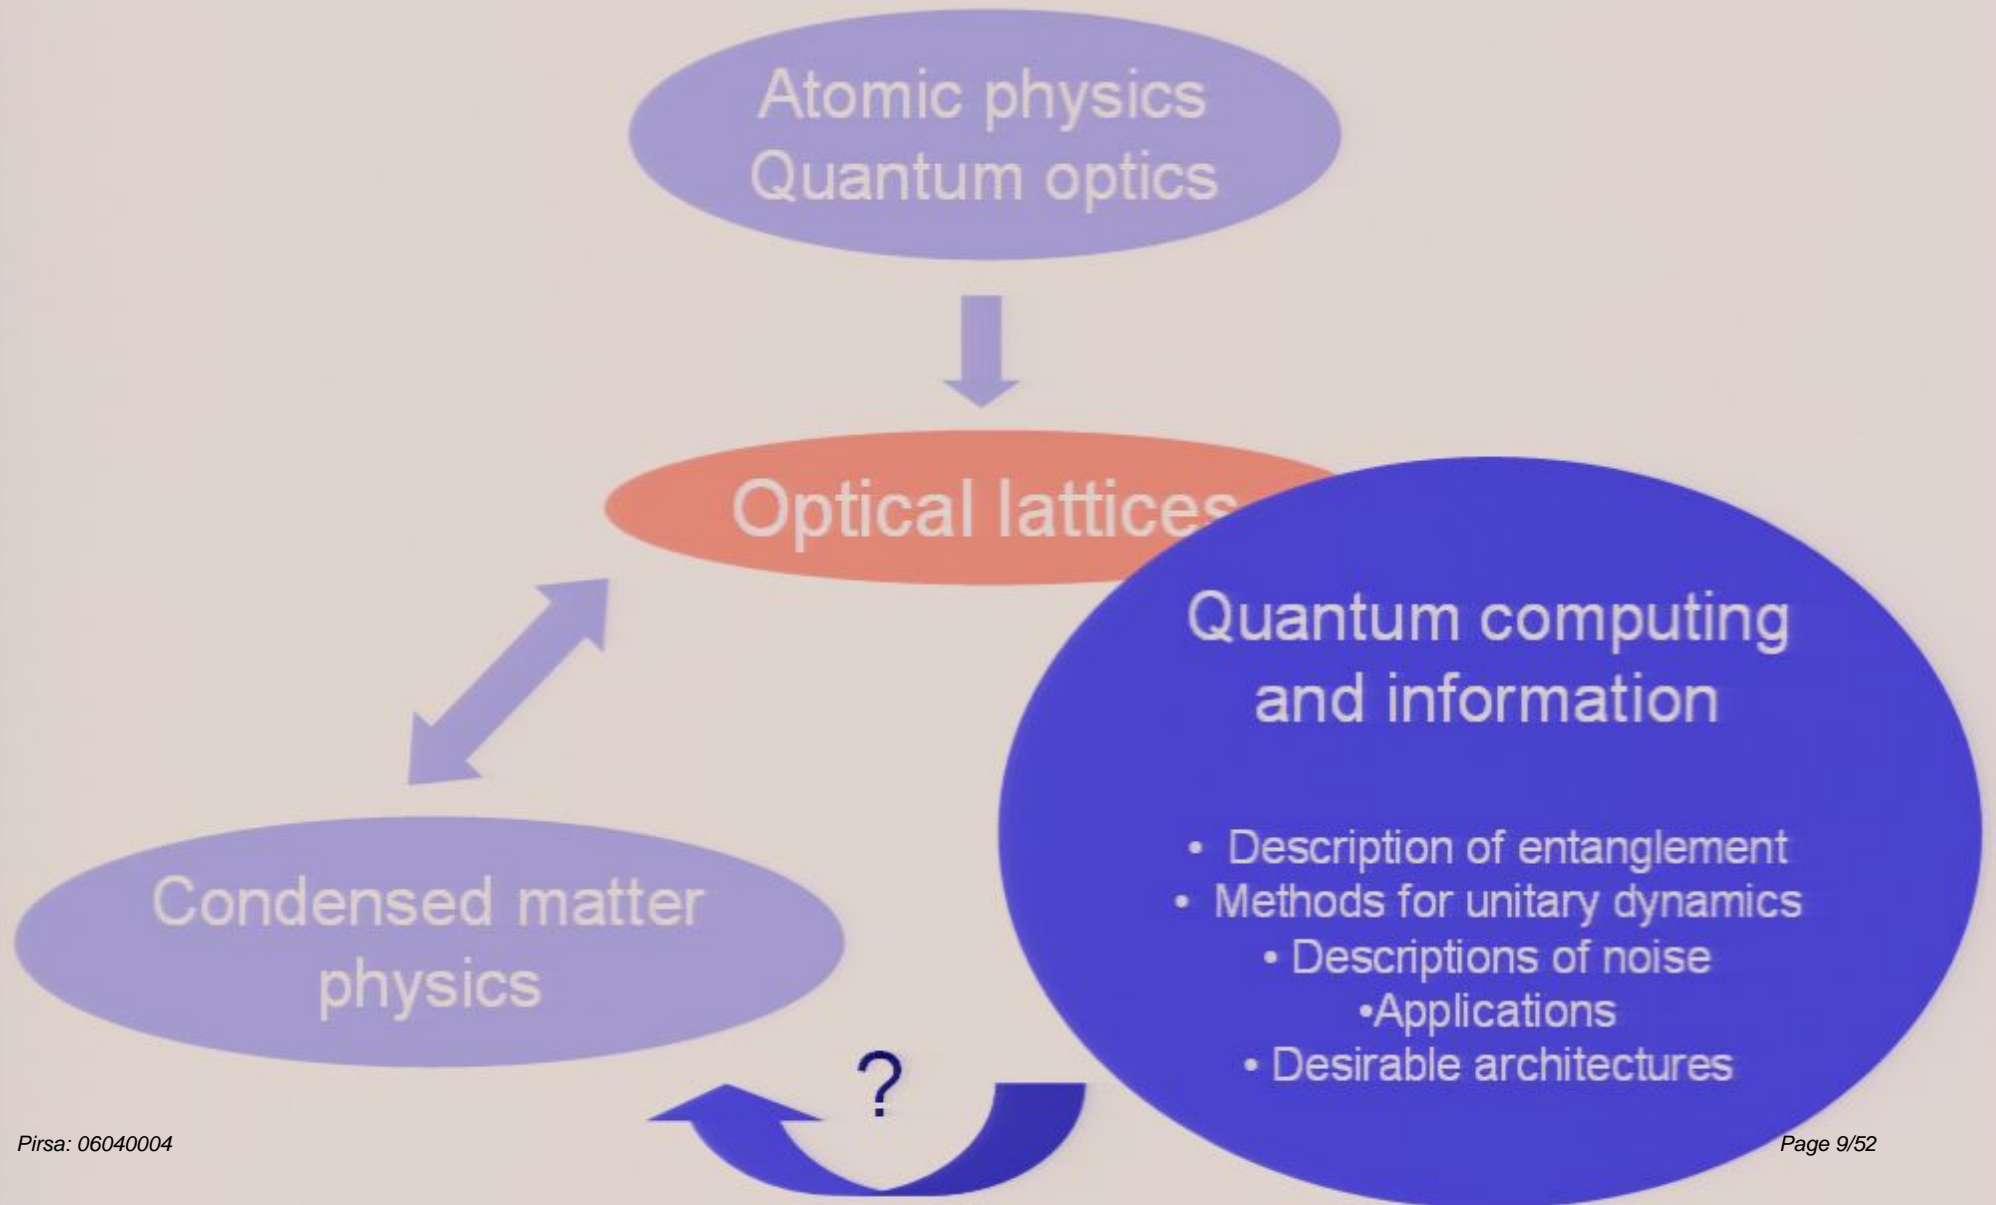 Atomic physics
Quantum optics
Optical lattices
Quantum computing
and information
• Description of entanglement
• Methods for unitary dynamics
• Descriptions of noise
•Applications
• Desirable architectures
Condensed matter
physics
?
Pirsa: 06040004
Page 9/52